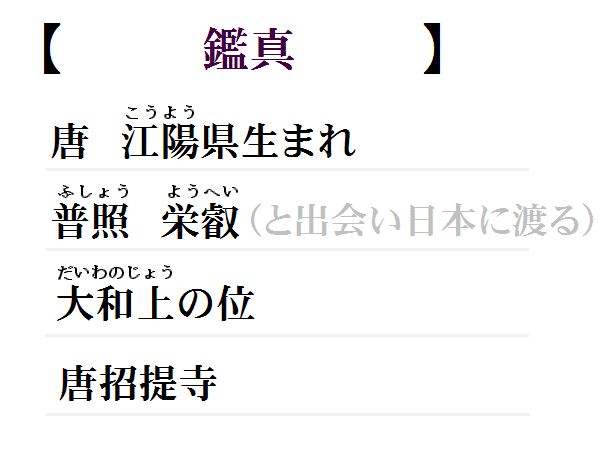 【 鑑真 】
こうよう
唐 江陽県生まれ
ふしょう ようへい
普照 栄叡(と出会い日本に渡る)
だいわのじょう
大和上の位
唐招提寺